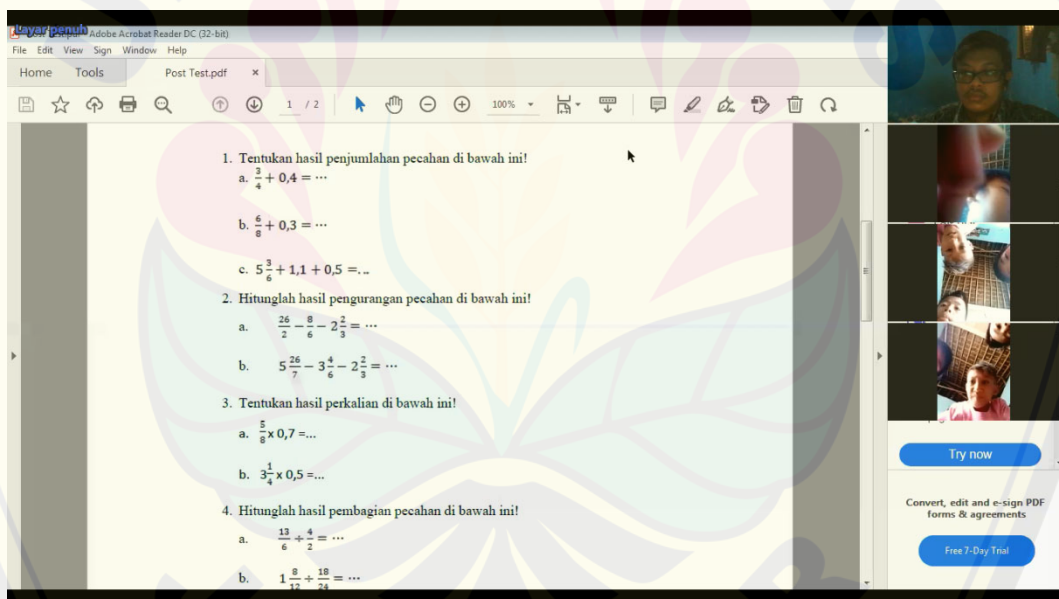 Layar penuh
Adobe Acrobat Reader DC (32-bit)
File Edit View Sign Window Help
Home Tools Post Test.pdf ×
1 / 2 100%
1. Tentukan hasil penjumlahan pecahan di bawah ini!
a. 3/4 + 0,4 = ⋯
b. 6/8 + 0,3 = ⋯
c. 5 3/6 + 1,1 + 0,5 =...
2. Hitunglah hasil pengurangan pecahan di bawah ini!
a. 26/2 − 8/6 − 2 2/3 = ⋯
b. 5 26/7 − 3 4/6 − 2 2/3 = ⋯
3. Tentukan hasil perkalian di bawah ini!
a. 5/8 x 0,7 =...
b. 3 1/4 x 0,5 =...
4. Hitunglah hasil pembagian pecahan di bawah ini!
a. 13/6 ÷ 4/2 = ⋯
b. 1 8/12 ÷ 18/24 = ⋯
Try now
Convert, edit and e-sign PDF
forms & agreements
Free 7-Day Trial